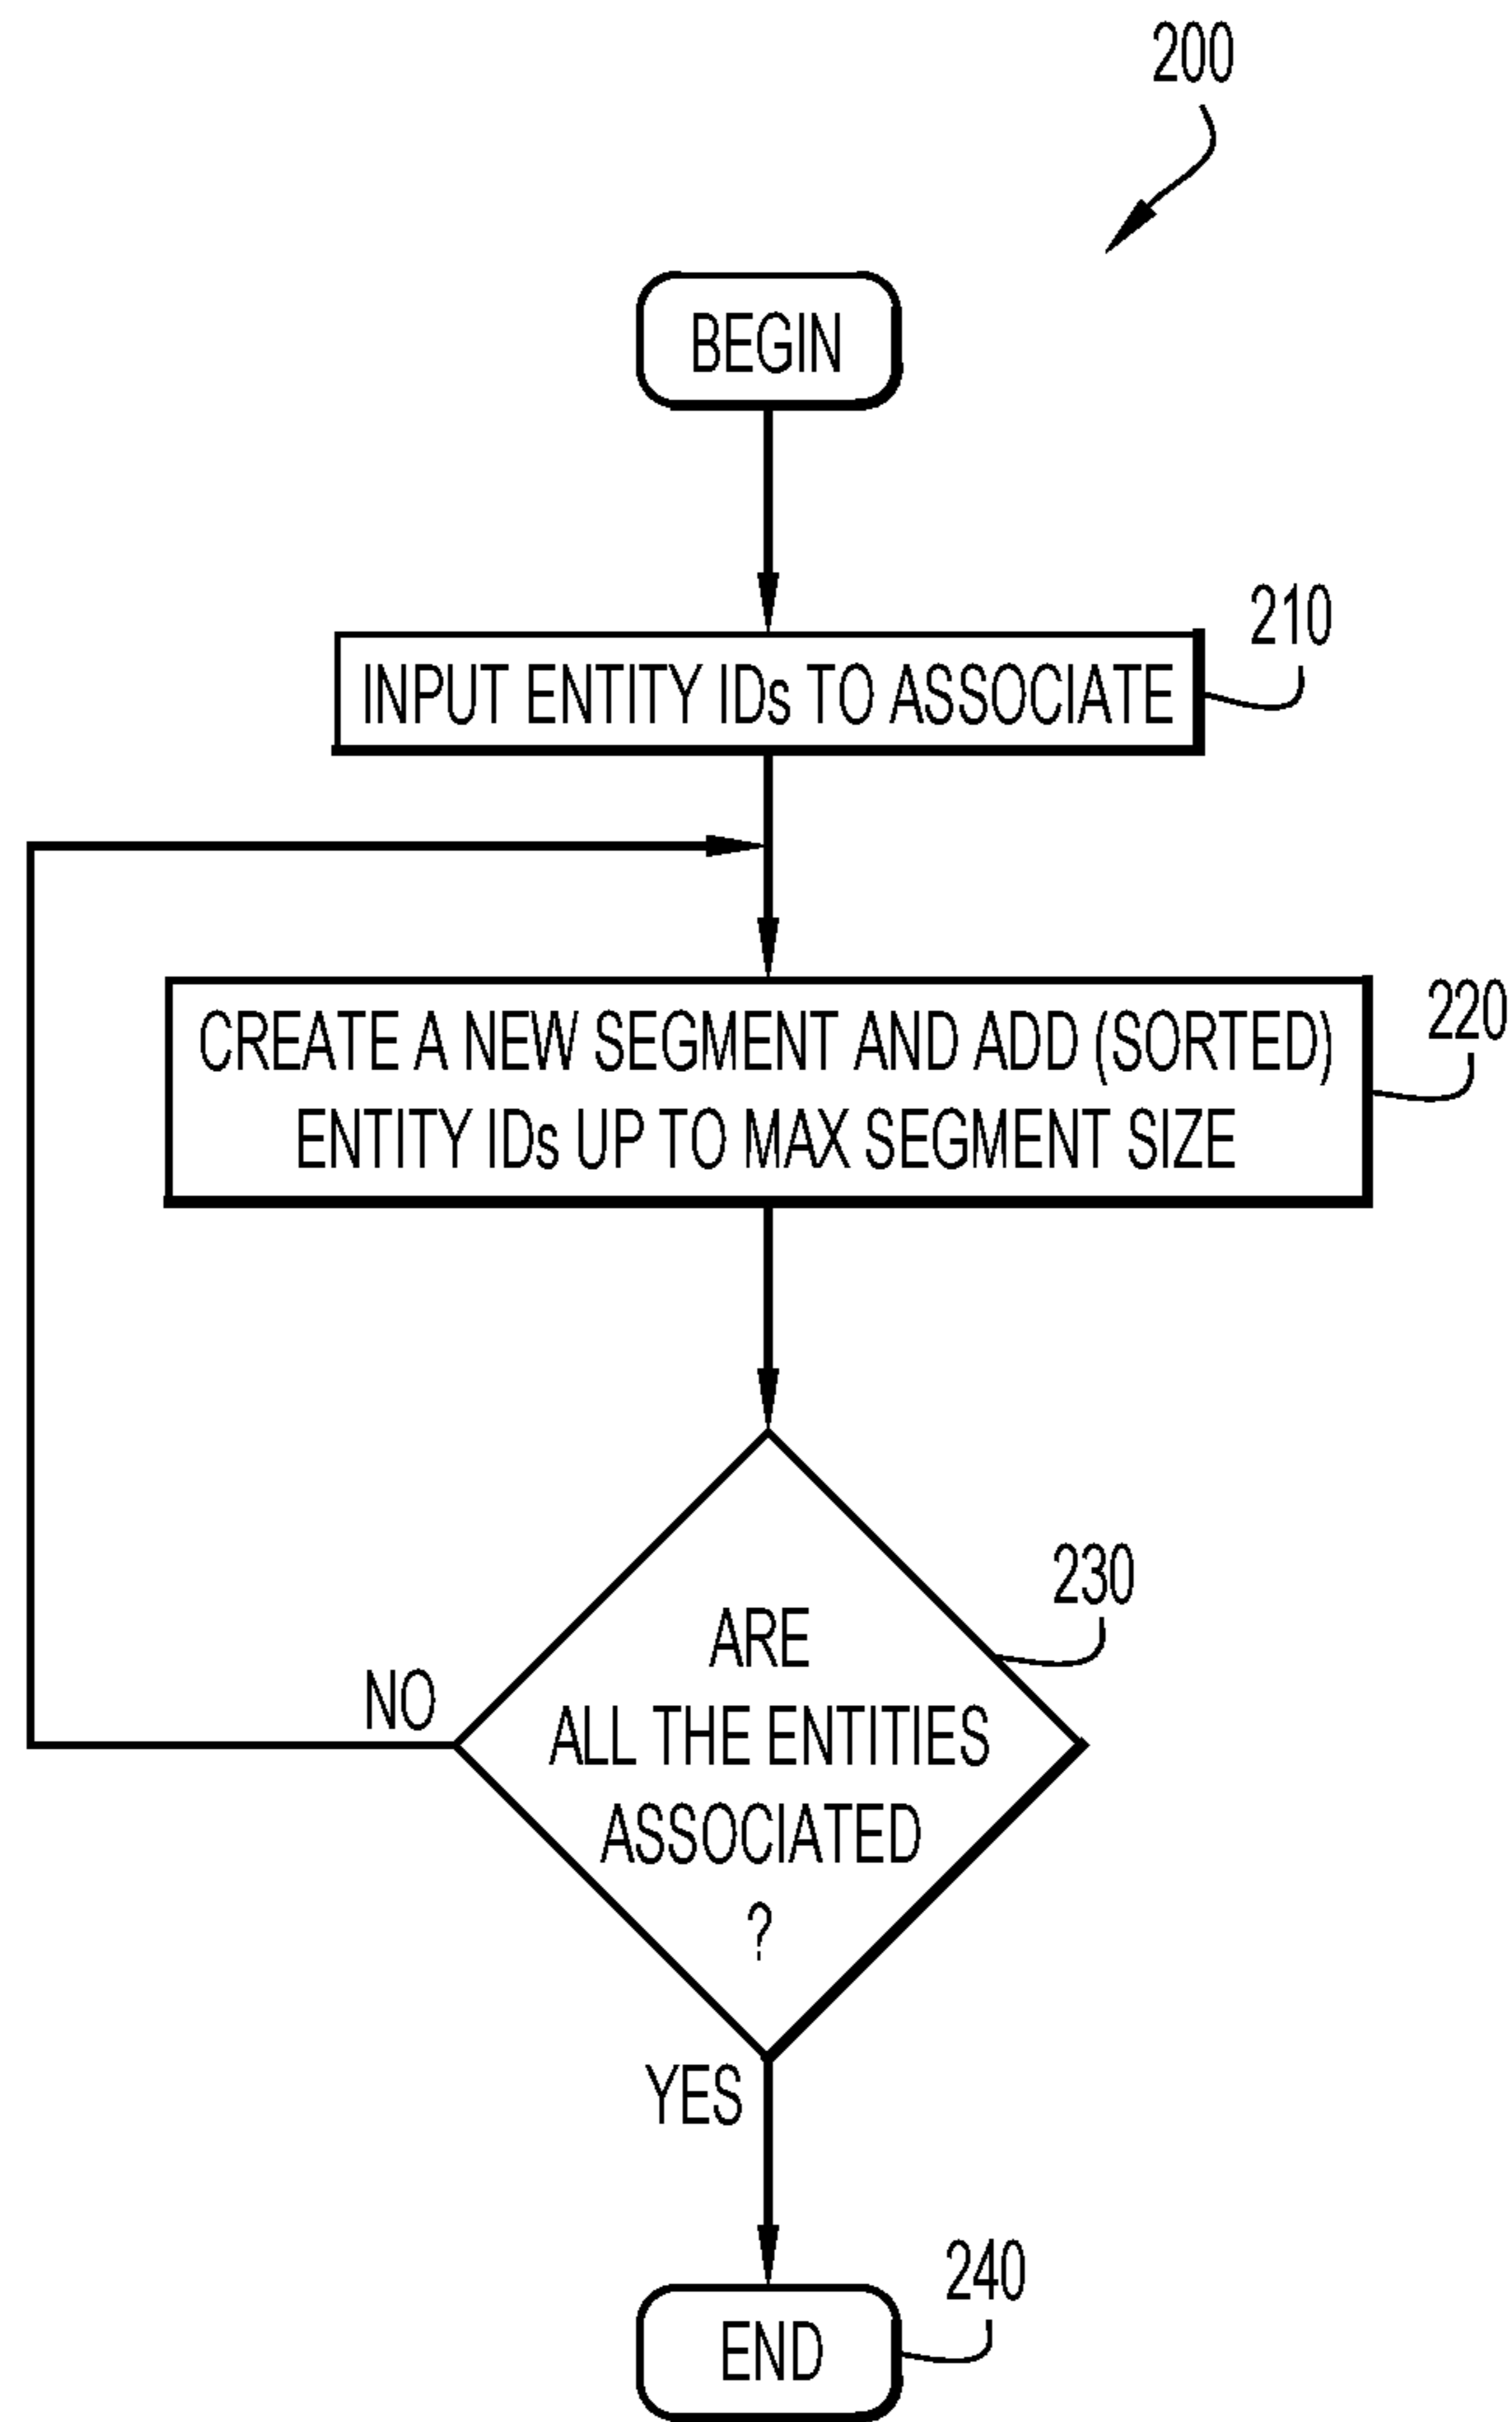 200
BEGIN
210
INPUT ENTITY IDs TO ASSOCIATE
220
CREATE A NEW SEGMENT AND ADD (SORTED)
ENTITY IDs UP TO MAX SEGMENT SIZE
230
ARE
ALL THE ENTITIES
ASSOCIATED
?
NO
YES
240
END